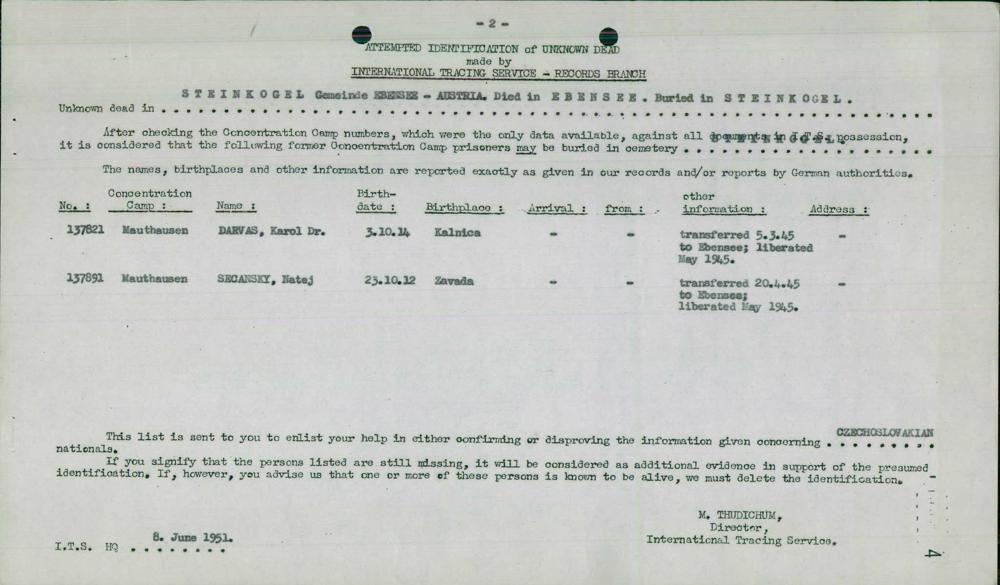 - 2 -
ATTEMPTED IDENTIFICATION of UNKNOWN DEAD
made by
INTERNATIONAL TRACING SERVICE - RECORDS BRANCH
STEINKOGEL Gemeinde EBENSEE - AUSTRIA. Died in EBENSEE. Buried in STEINKOGEL.
Unknown dead in
After checking the Concentration Camp numbers, which were the only data available, against all documents in I.T.S. possession,
it is considered that the following former Concentration Camp prisoners may be buried in cemetery STEINKOGEL
The names, birthplaces and other information are reported exactly as given in our records and/or reports by German authorities.
No. : Concentration Camp : Name : Birth-date : Birthplace : Arrival : from : other information : Address :
137821 Mauthausen DARVAS, Karol Dr. 3.10.14 Kalnica - - transferred 5.3.45 -
to Ebensee; liberated
May 1945.
137891 Mauthausen SECANSKY, Natej 23.10.12 Zavada - - transferred 20.4.45 -
to Ebensee;
liberated May 1945.
This list is sent to you to enlist your help in either confirming or disproving the information given concerning CZECHOSLOVAKIAN
nationals.
If you signify that the persons listed are still missing, it will be considered as additional evidence in support of the presumed
identification. If, however, you advise us that one or more of these persons is known to be alive, we must delete the identification.
M. THUDICHUM,
Director,
International Tracing Service.
I.T.S. HQ 8. June 1951.
4